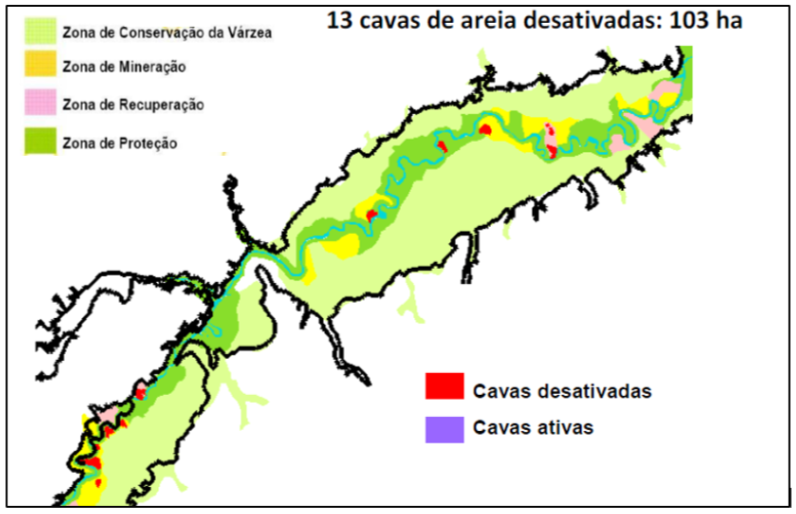 13 cavas de areia desativadas: 103 ha
Zona de Conservação da Várzea
Zona de Mineração
Zona de Recuperação
Zona de Proteção
Cavas desativadas
Cavas ativas